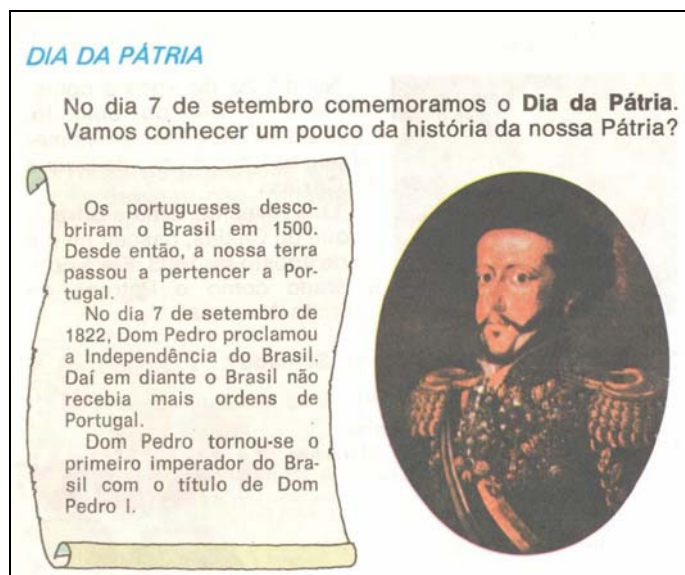 DIA DA PÁTRIA
No dia 7 de setembro comemoramos o Dia da Pátria.
Vamos conhecer um pouco da história da nossa Pátria?
Os portugueses desco-
briram o Brasil em 1500.
Desde então, a nossa terra
passou a pertencer a Por-
tugal.
No dia 7 de setembro de
1822, Dom Pedro proclamou
a Independência do Brasil.
Daí em diante o Brasil não
recebia mais ordens de
Portugal.
Dom Pedro tornou-se o
primeiro imperador do Bra-
sil com o título de Dom
Pedro I.